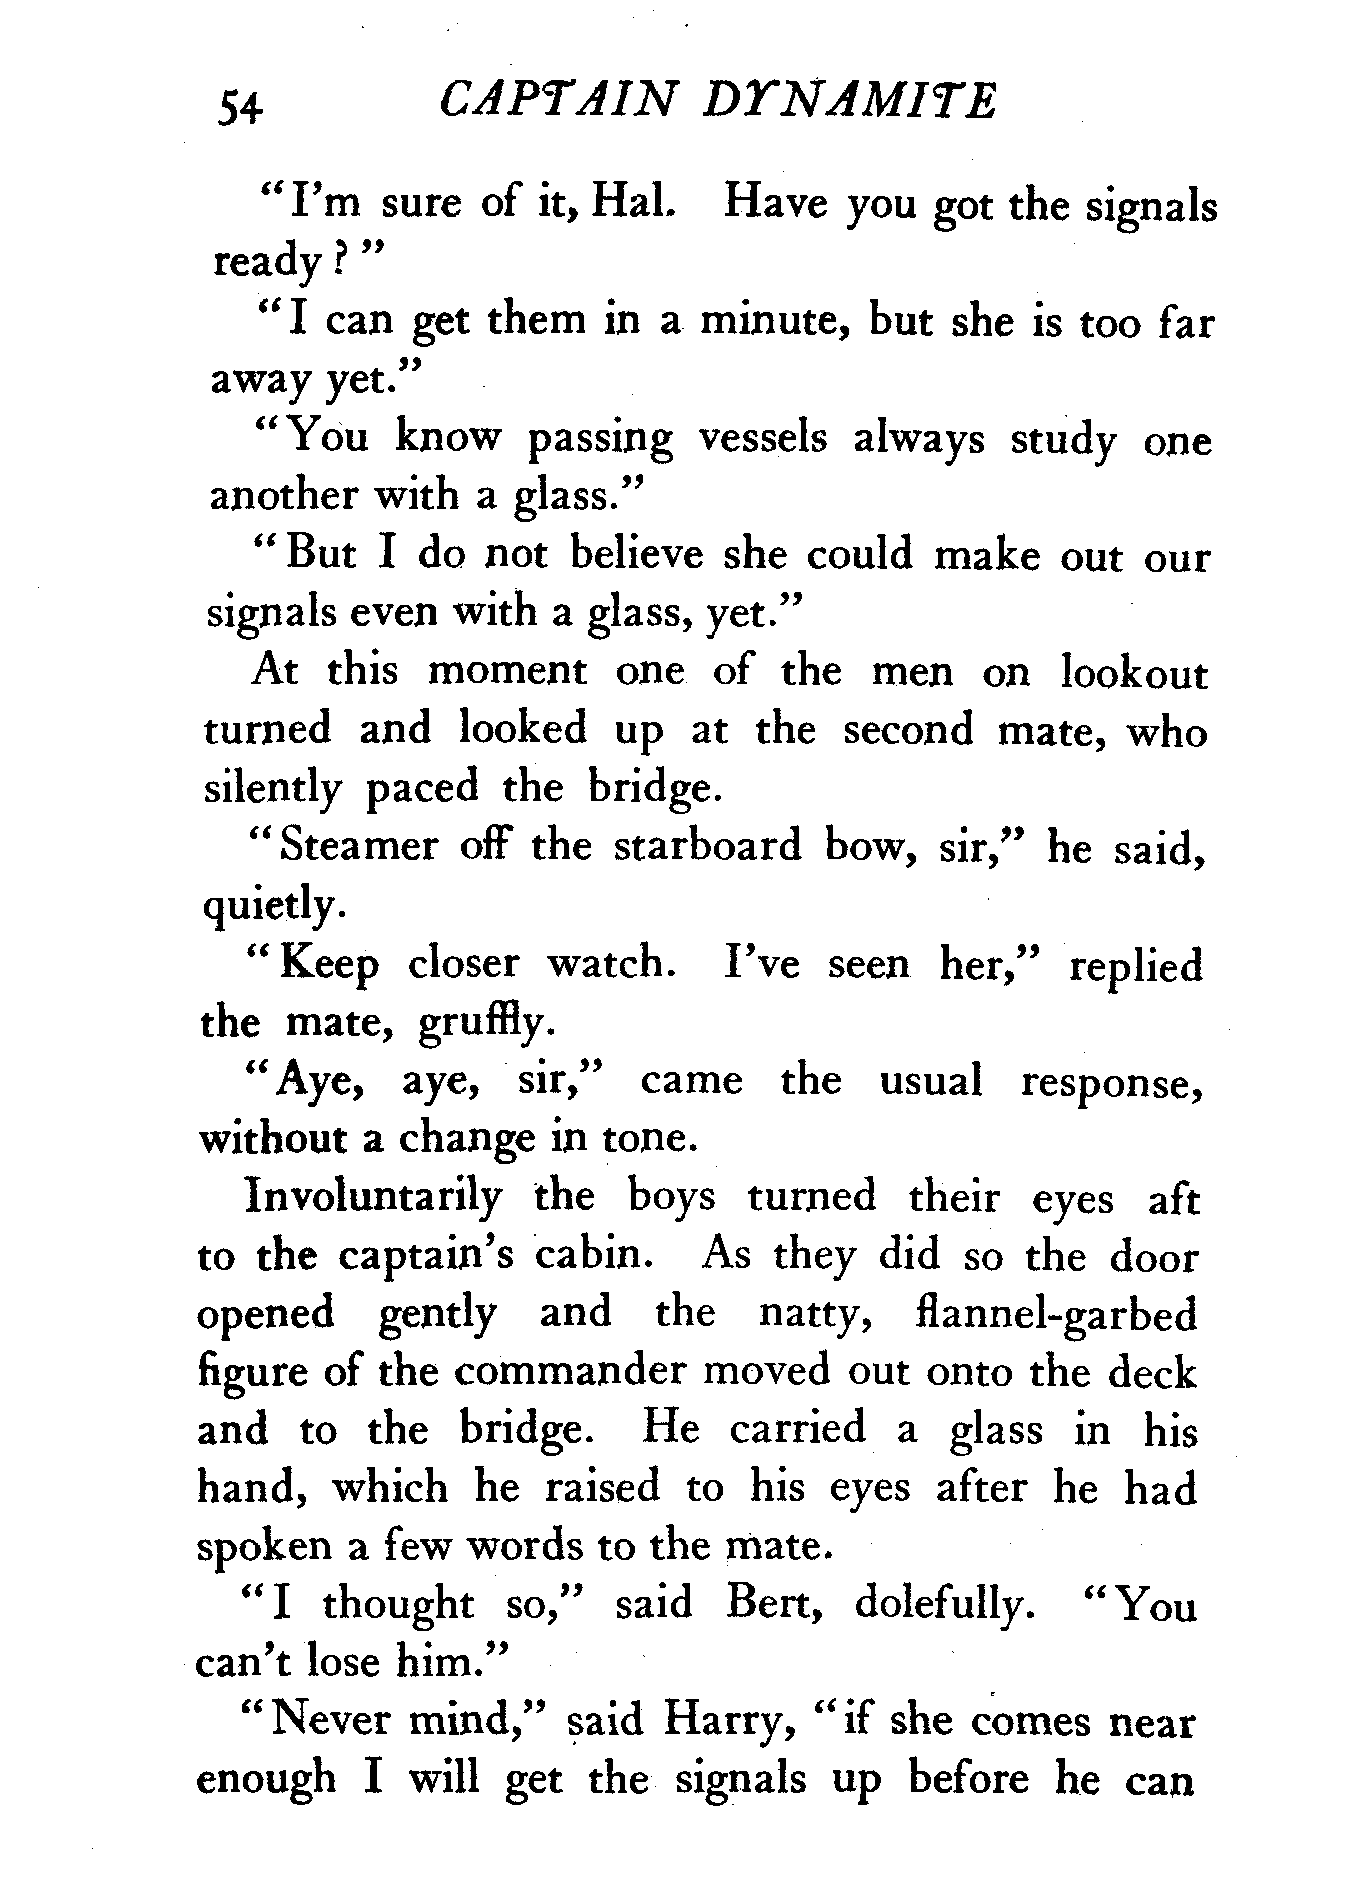 54 CAPTAIN DYNAMITE
"I'm sure of it, Hal. Have you got the signals
ready?"
"I can get them in a minute, but she is too far
away yet."
"You know passing vessels always study one
another with a glass."
"But I do not believe she could make out our
signals even with a glass, yet."
At this moment one of the men on lookout
turned and looked up at the second mate, who
silently paced the bridge.
"Steamer off the starboard bow, sir," he said,
quietly.
"Keep closer watch. I've seen her," replied
the mate, gruffly.
"Aye, aye, sir," came the usual response,
without a change in tone.
Involuntarily the boys turned their eyes aft
to the captain's cabin. As they did so the door
opened gently and the natty, flannel-garbed
figure of the commander moved out onto the deck
and to the bridge. He carried a glass in his
hand, which he raised to his eyes after he had
spoken a few words to the mate.
"I thought so," said Bert, dolefully. "You
can't lose him."
"Never mind," said Harry, "if she comes near
enough I will get the signals up before he can